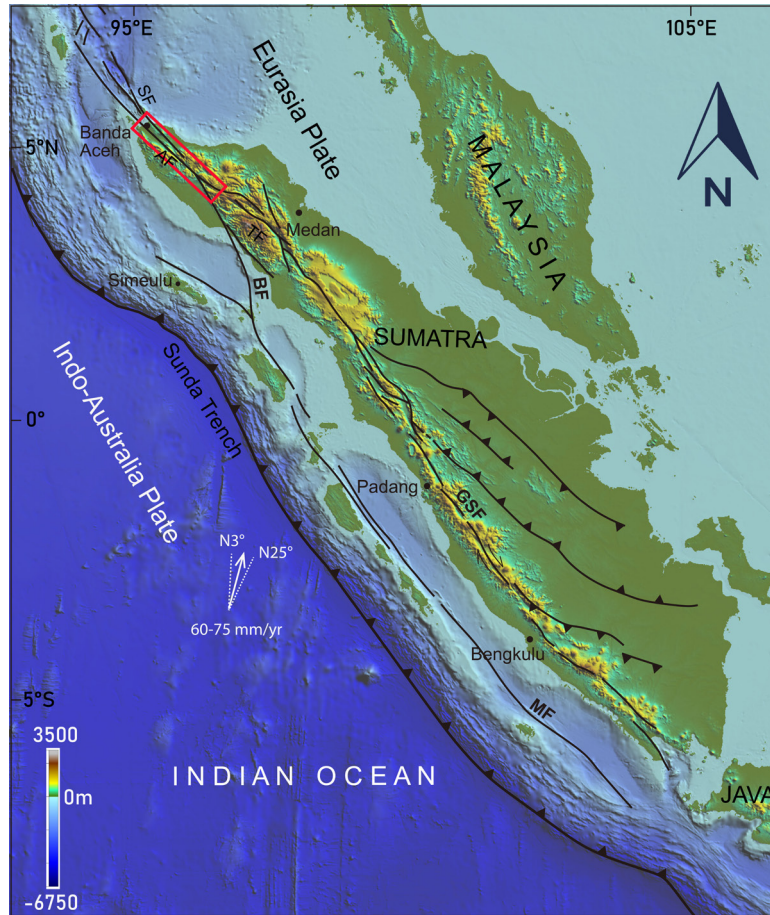 95°E
105°E
Eurasia Plate
SF
Banda
Aceh
5°N
AF
MALAYSIA
N
TF
Medan
Simeulu
BF
SUMATRA
Sunda Trench
Indo-Australia Plate
0°
Padang
GSF
N3°
N25°
60-75 mm/yr
Bengkulu
5°S
MF
3500
0m
-6750
INDIAN OCEAN
JAVA